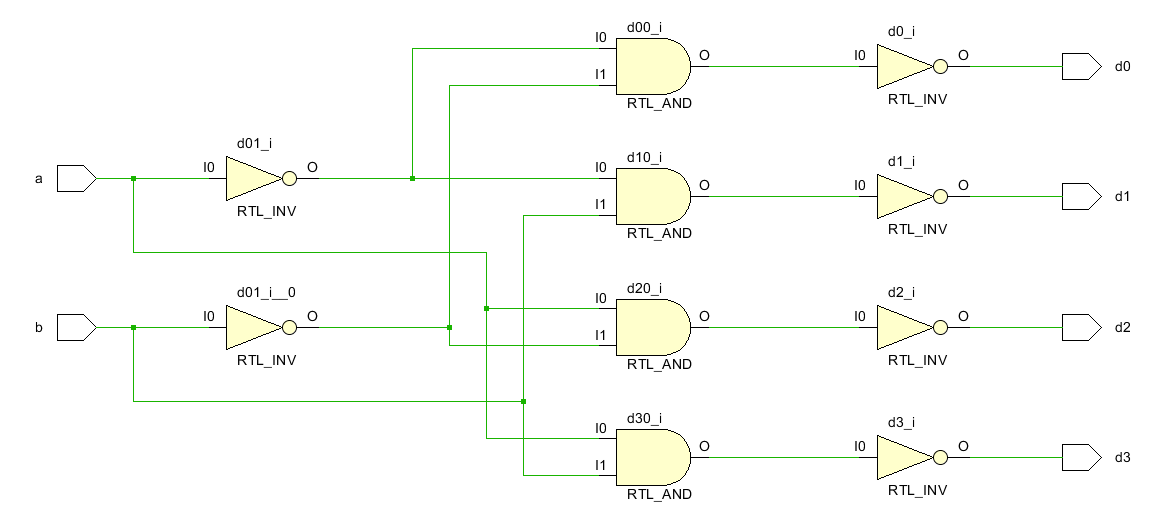 d00_i
I0 O
I1
RTL_AND
d0_i
I0 O
RTL_INV
d0
a
d01_i
I0 O
RTL_INV
d10_i
I0 O
I1
RTL_AND
d1_i
I0 O
RTL_INV
d1
b
d01_i__0
I0 O
RTL_INV
d20_i
I0 O
I1
RTL_AND
d2_i
I0 O
RTL_INV
d2
d30_i
I0 O
I1
RTL_AND
d3_i
I0 O
RTL_INV
d3